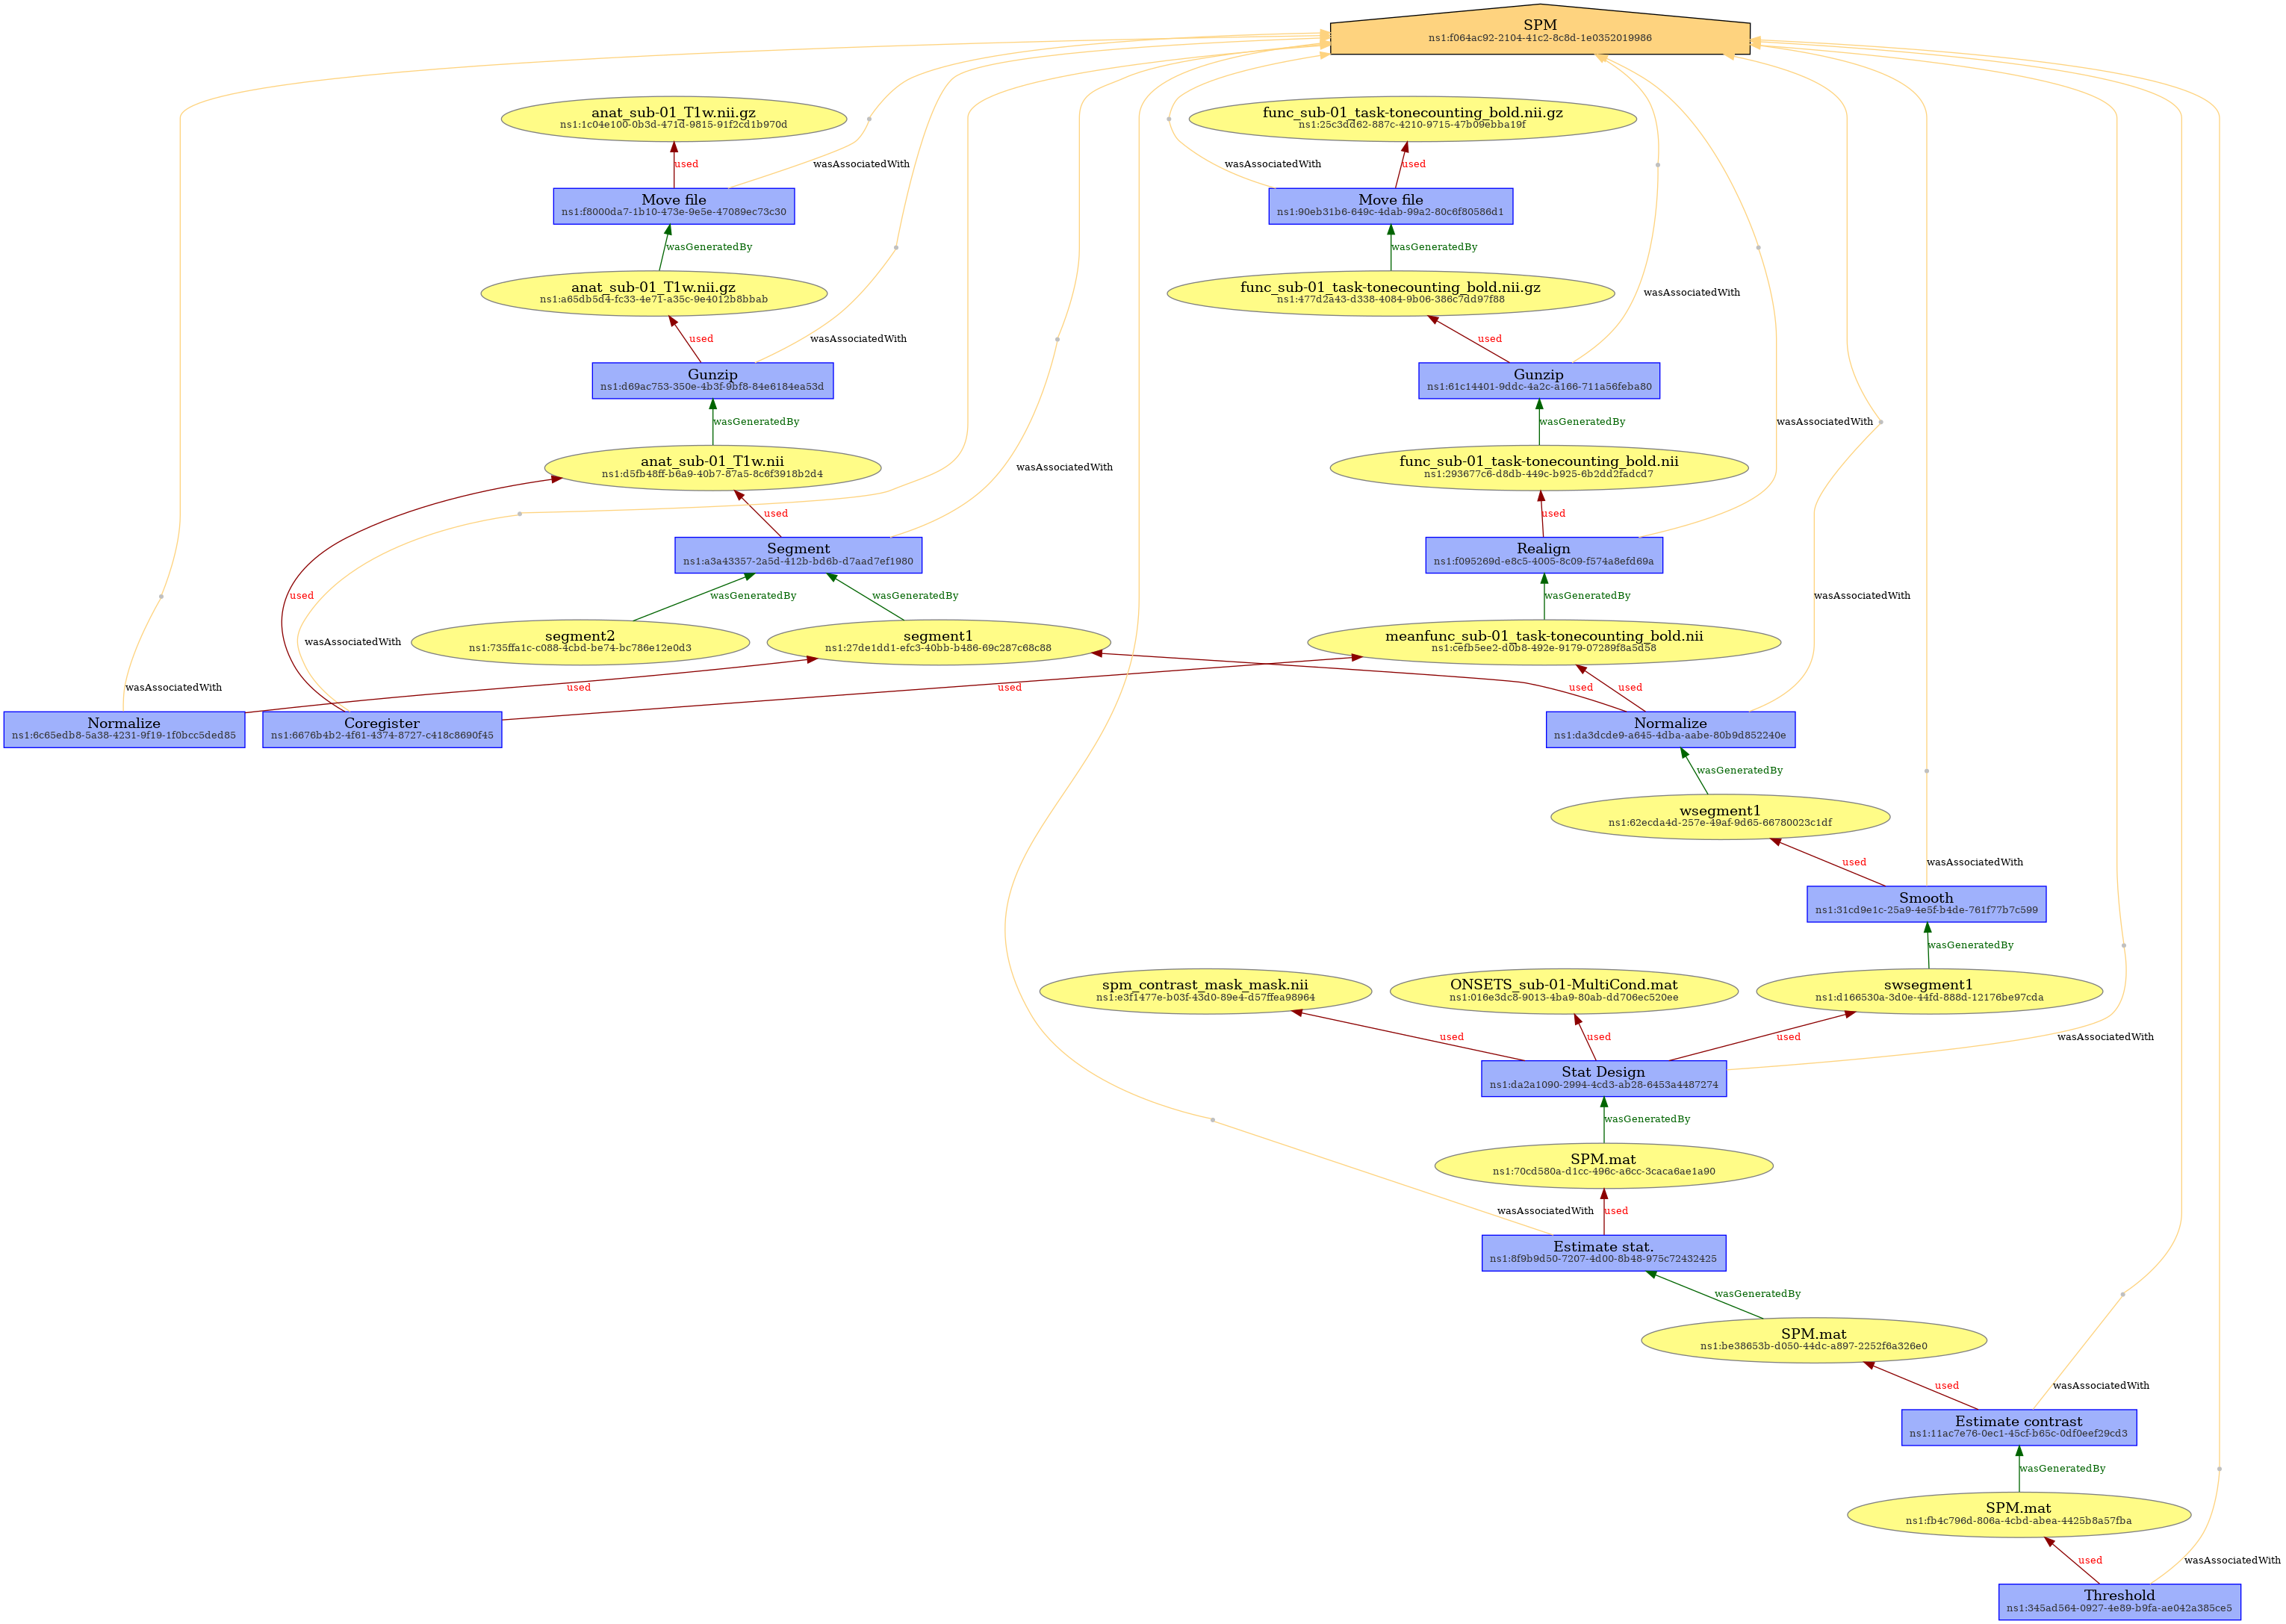 SPM
ns1:f064ac92-2104-41c2-8c8d-1e0352019986
anat_sub-01_T1w.nii.gz
ns1:1c04e100-0b3d-471d-9815-91f2cd1b970d
func_sub-01_task-tonecounting_bold.nii.gz
ns1:25c3dd62-887c-4210-9715-47b09ebba19f
used
wasAssociatedWith
wasAssociatedWith
used
Move file
ns1:f8000da7-1b10-473e-9e5e-47089ec73c30
Move file
ns1:90eb31b6-649c-4dab-99a2-80c6f80586d1
wasGeneratedBy
wasGeneratedBy
anat_sub-01_T1w.nii.gz
ns1:a65db5d4-fc33-4e71-a35c-9e4012b8bbab
func_sub-01_task-tonecounting_bold.nii.gz
ns1:477d2a43-d338-4084-9b06-386c7dd97f88
wasAssociatedWith
used
wasAssociatedWith
used
Gunzip
ns1:d69ac753-350e-4b3f-9bf8-84e6184ea53d
Gunzip
ns1:61c14401-9ddc-4a2c-a166-711a56feba80
wasGeneratedBy
wasGeneratedBy
wasAssociatedWith
anat_sub-01_T1w.nii
ns1:d5fb48ff-b6a9-40b7-87a5-8c6f3918b2d4
wasAssociatedWith
func_sub-01_task-tonecounting_bold.nii
ns1:293677c6-d8db-449c-b925-6b2dd2fadcd7
used
used
Segment
ns1:a3a43357-2a5d-412b-bd6b-d7aad7ef1980
Realign
ns1:f095269d-e8c5-4005-8c09-f574a8efd69a
used
wasGeneratedBy
wasGeneratedBy
wasGeneratedBy
wasAssociatedWith
wasAssociatedWith
segment2
ns1:735ffa1c-c088-4cbd-be74-bc786e12e0d3
segment1
ns1:27de1dd1-efc3-40bb-b486-69c287c68c88
meanfunc_sub-01_task-tonecounting_bold.nii
ns1:cefb5ee2-d0b8-492e-9179-07289f8a5d58
wasAssociatedWith
used
used
used
used
Normalize
ns1:6c65edb8-5a38-4231-9f19-1f0bcc5ded85
Coregister
ns1:6676b4b2-4f61-4374-8727-c418c8690f45
Normalize
ns1:da3dcde9-a645-4dba-aabe-80b9d852240e
wasGeneratedBy
wsegment1
ns1:62ecda4d-257e-49af-9d65-66780023c1df
used
wasAssociatedWith
Smooth
ns1:31cd9e1c-25a9-4e5f-b4de-761f77b7c599
wasGeneratedBy
spm_contrast_mask_mask.nii
ns1:e3f1477e-b03f-43d0-89e4-d57ffea98964
ONSETS_sub-01-MultiCond.mat
ns1:016e3dc8-9013-4ba9-80ab-dd706ec520ee
swsegment1
ns1:d166530a-3d0e-44fd-888d-12176be97cda
used
used
used
wasAssociatedWith
Stat Design
ns1:da2a1090-2994-4cd3-ab28-6453a4487274
wasGeneratedBy
SPM.mat
ns1:70cd580a-d1cc-496c-a6cc-3caca6ae1a90
wasAssociatedWith
used
Estimate stat.
ns1:8f9b9d50-7207-4d00-8b48-975c72432425
wasGeneratedBy
SPM.mat
ns1:be38653b-d050-44dc-a897-2252f6a326e0
used
wasAssociatedWith
Estimate contrast
ns1:11ac7e76-0ec1-45cf-b65c-0df0eef29cd3
wasGeneratedBy
SPM.mat
ns1:fb4c796d-806a-4cbd-abea-4425b8a57fba
used
wasAssociatedWith
Threshold
ns1:345ad564-0927-4e89-b9fa-ae042a385ce5